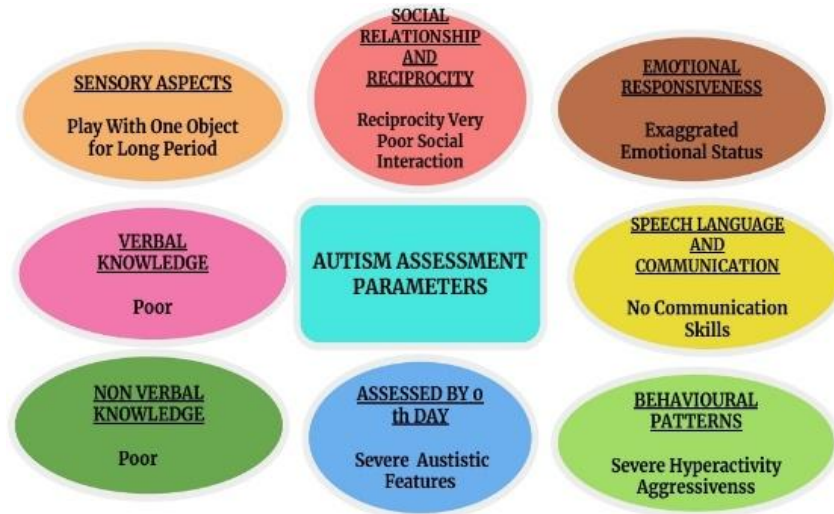 SOCIAL
RELATIONSHIP
AND
RECIPROCITY
Reciprocity Very
Poor Social
Interaction
SENSORY ASPECTS
Play With One Object
for Long Period
EMOTIONAL
RESPONSIVENESS
Exaggrated
Emotional Status
VERBAL
KNOWLEDGE
Poor
AUTISM ASSESSMENT
PARAMETERS
SPEECH LANGUAGE
AND
COMMUNICATION
No Communication
Skills
NON VERBAL
KNOWLEDGE
Poor
ASSESSED BY 0
th DAY
Severe Austistic
Features
BEHAVIOURAL
PATTERNS
Severe Hyperactivity
Aggressivenss